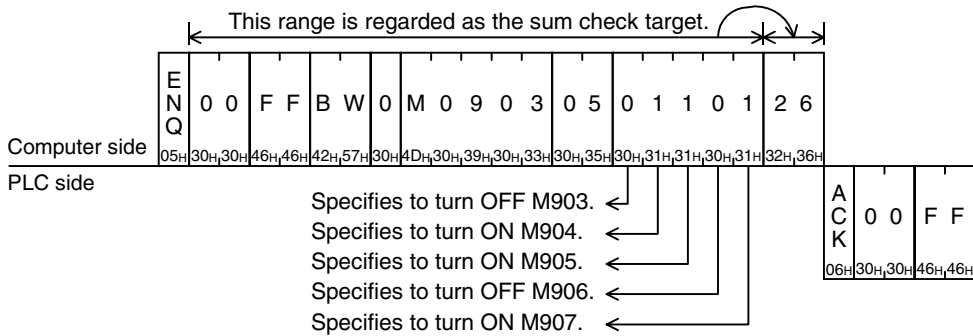 This range is regarded as the sum check target.
E N Q 0 0 F F B W 0 M 0 9 0 3 0 5 0 1 1 0 1 2 6
Computer side 05H 30H 30H 46H 46H 42H 57H 30H 4DH 30H 39H 30H 33H 30H 35H 30H 31H 31H 30H 31H 32H 36H
PLC side
Specifies to turn OFF M903.
Specifies to turn ON M904.
Specifies to turn ON M905.
Specifies to turn OFF M906.
Specifies to turn ON M907.
A C K 0 0 F F
06H 30H 30H 46H 46H